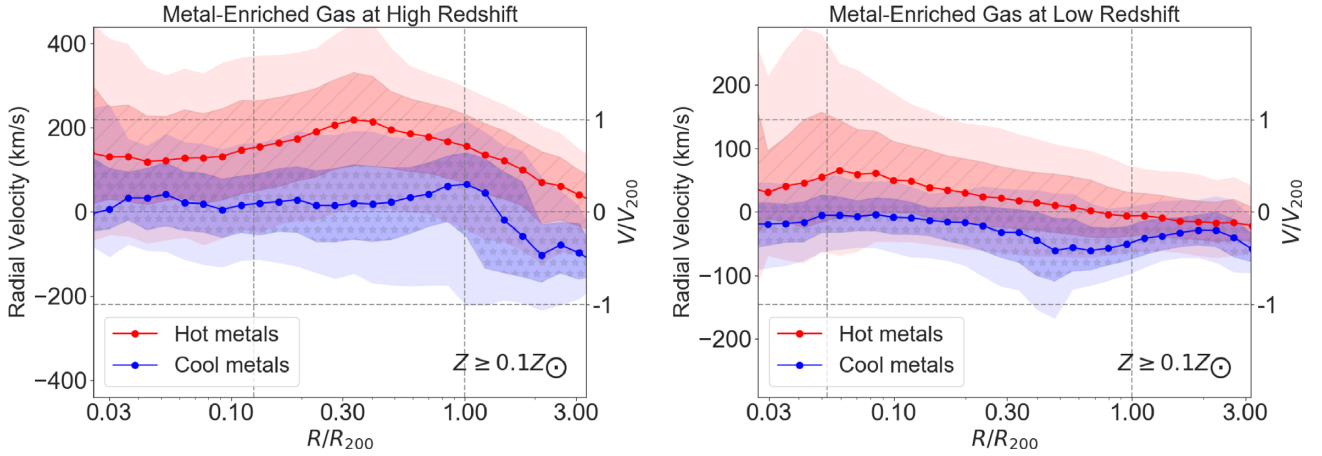 Metal-Enriched Gas at High Redshift
400
200
0
−200
−400
Radial Velocity (km/s)
1
0
-1
V/V200
Hot metals
Cool metals
Z ≥ 0.1Z⊙
0.03 0.10 0.30 1.00 3.00
R/R200
Metal-Enriched Gas at Low Redshift
200
100
0
−100
−200
Radial Velocity (km/s)
1
0
-1
V/V200
Hot metals
Cool metals
Z ≥ 0.1Z⊙
0.03 0.10 0.30 1.00 3.00
R/R200